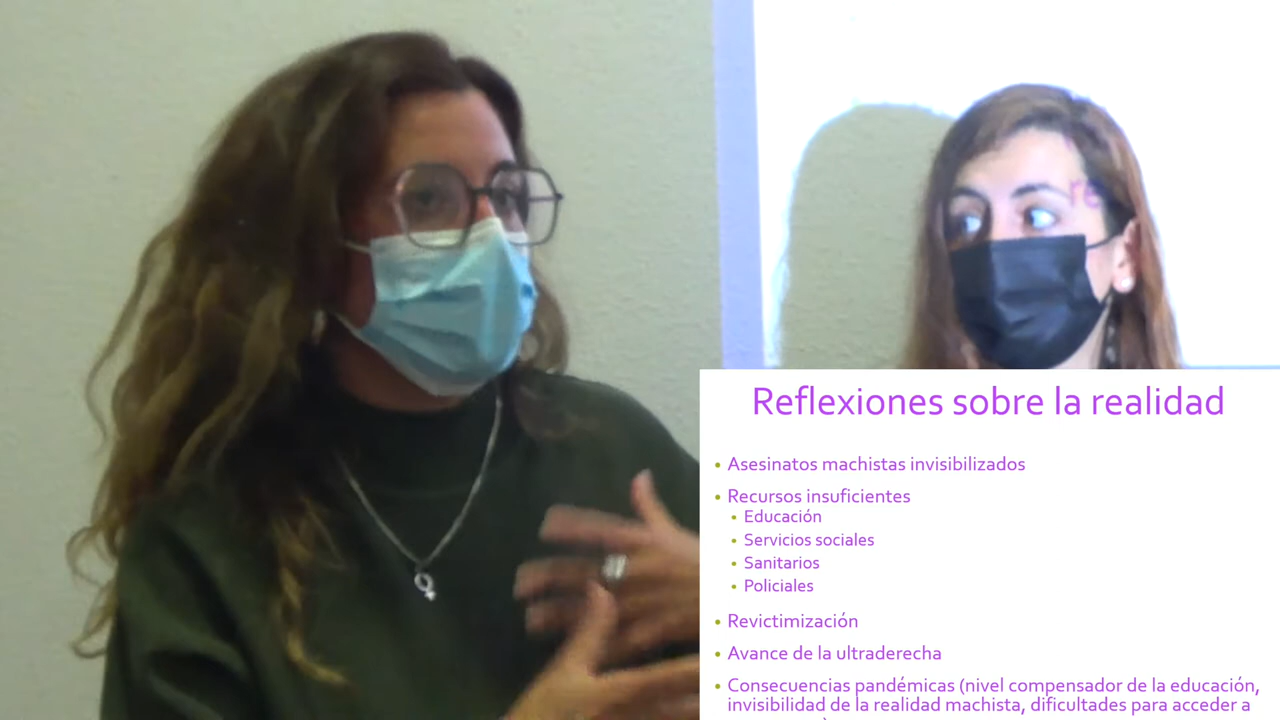 Reflexiones sobre la realidad
• Asesinatos machistas invisibilizados
• Recursos insuficientes
• Educación
• Servicios sociales
• Sanitarios
• Policiales
• Revictimización
• Avance de la ultraderecha
• Consecuencias pandémicas (nivel compensador de la educación,
invisibilidad de la realidad machista, dificultades para acceder a